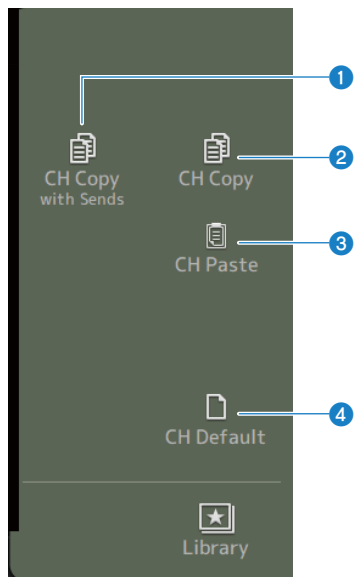 1
CH Copy
with Sends
CH Copy
2
CH Paste
3
CH Default
4
Library